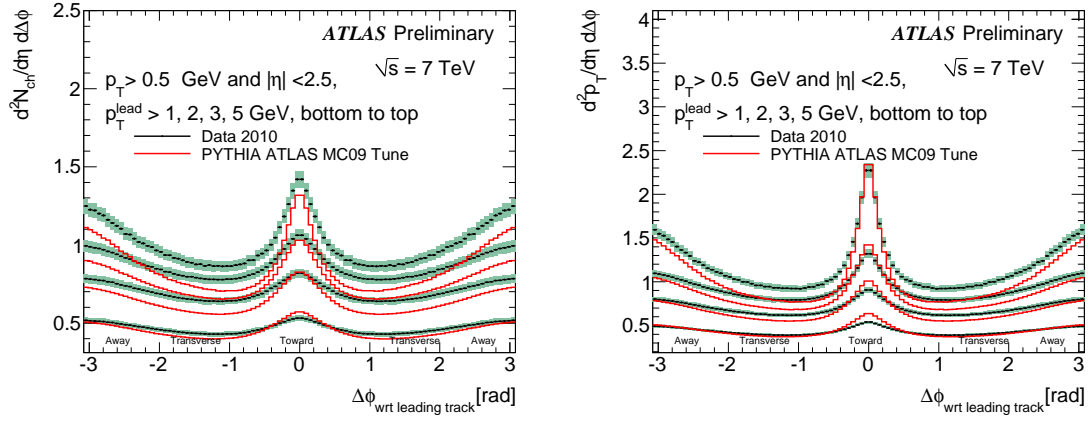 ATLAS Preliminary
√s = 7 TeV
p_T > 0.5 GeV and |η| <2.5,
p_T^lead > 1, 2, 3, 5 GeV, bottom to top
Data 2010
PYTHIA ATLAS MC09 Tune
d²N_ch/dη dΔφ
2.5
2
1.5
1
0.5
Away Transverse Toward Transverse Away
-3 -2 -1 0 1 2 3
Δφ_wrt leading track [rad]
ATLAS Preliminary
√s = 7 TeV
p_T > 0.5 GeV and |η| <2.5,
p_T^lead > 1, 2, 3, 5 GeV, bottom to top
Data 2010
PYTHIA ATLAS MC09 Tune
d²p_T/dη dΔφ
4
3.5
3
2.5
2
1.5
1
0.5
Away Transverse Toward Transverse Away
-3 -2 -1 0 1 2 3
Δφ_wrt leading track [rad]